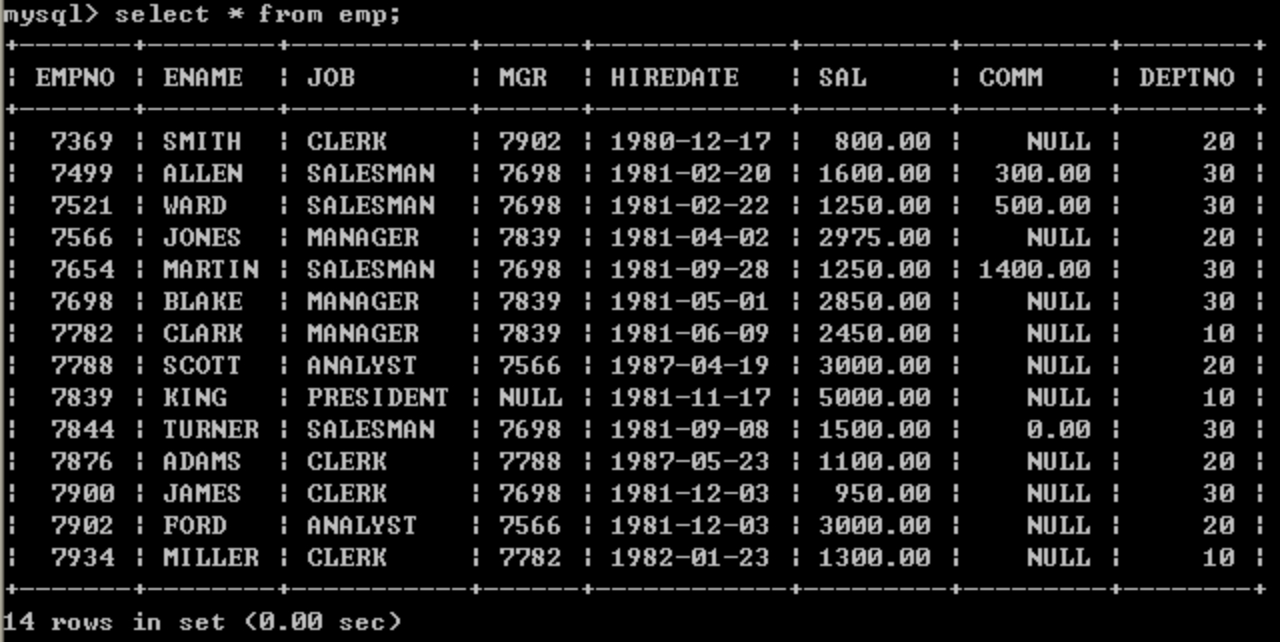 mysql> select * from emp;
+-------+--------+-----------+------+------------+---------+---------+--------+
| EMPNO | ENAME  | JOB       | MGR  | HIREDATE   | SAL     | COMM    | DEPTNO |
+-------+--------+-----------+------+------------+---------+---------+--------+
|  7369 | SMITH  | CLERK     | 7902 | 1980-12-17 |  800.00 |    NULL |     20 |
|  7499 | ALLEN  | SALESMAN  | 7698 | 1981-02-20 | 1600.00 |  300.00 |     30 |
|  7521 | WARD   | SALESMAN  | 7698 | 1981-02-22 | 1250.00 |  500.00 |     30 |
|  7566 | JONES  | MANAGER   | 7839 | 1981-04-02 | 2975.00 |    NULL |     20 |
|  7654 | MARTIN | SALESMAN  | 7698 | 1981-09-28 | 1250.00 | 1400.00 |     30 |
|  7698 | BLAKE  | MANAGER   | 7839 | 1981-05-01 | 2850.00 |    NULL |     30 |
|  7782 | CLARK  | MANAGER   | 7839 | 1981-06-09 | 2450.00 |    NULL |     10 |
|  7788 | SCOTT  | ANALYST   | 7566 | 1987-04-19 | 3000.00 |    NULL |     20 |
|  7839 | KING   | PRESIDENT | NULL | 1981-11-17 | 5000.00 |    NULL |     10 |
|  7844 | TURNER | SALESMAN  | 7698 | 1981-09-08 | 1500.00 |    0.00 |     30 |
|  7876 | ADAMS  | CLERK     | 7788 | 1987-05-23 | 1100.00 |    NULL |     20 |
|  7900 | JAMES  | CLERK     | 7698 | 1981-12-03 |  950.00 |    NULL |     30 |
|  7902 | FORD   | ANALYST   | 7566 | 1981-12-03 | 3000.00 |    NULL |     20 |
|  7934 | MILLER | CLERK     | 7782 | 1982-01-23 | 1300.00 |    NULL |     10 |
+-------+--------+-----------+------+------------+---------+---------+--------+
14 rows in set (0.00 sec)